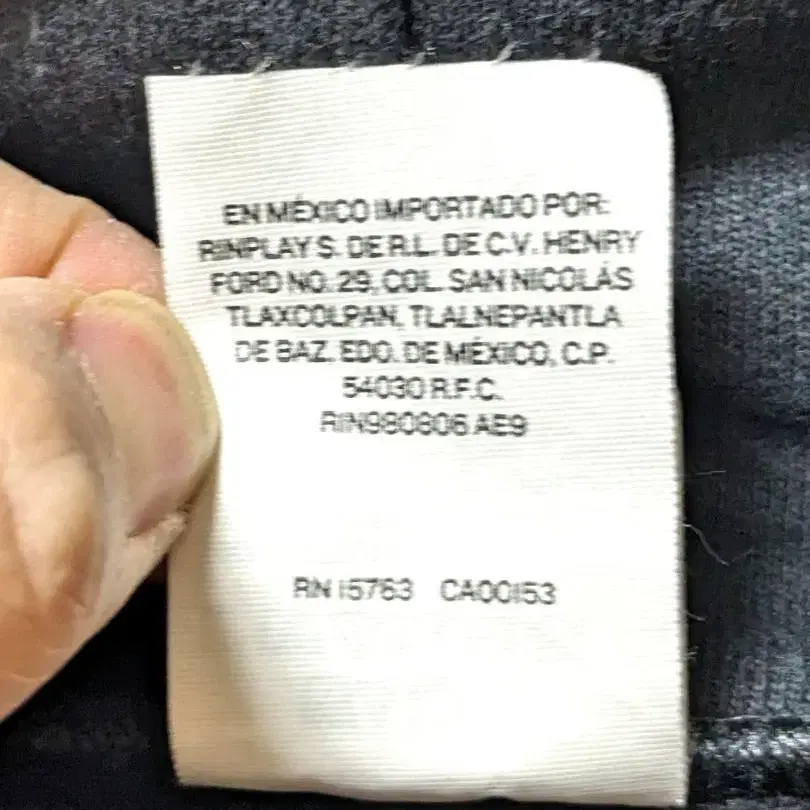 EN MÉXICO IMPORTADO POR:
RINPLAY S. DE R.L. DE C.V. HENRY
FORD NO. 29, COL. SAN NICOLÁS
TLAXCOLPAN, TLALNEPANTLA
DE BAZ, EDO. DE MÉXICO, C.P.
54030 R.F.C.
RIN980806 AE9
RN 15763 CA00153